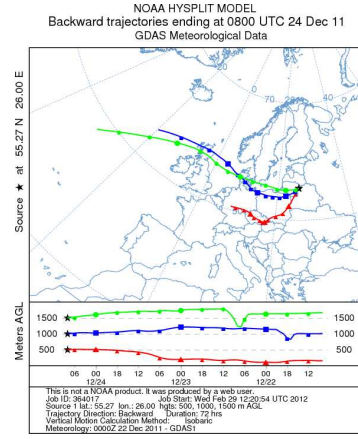 NOAA HYSPLIT MODEL
Backward trajectories ending at 0800 UTC 24 Dec 11
GDAS Meteorological Data
Source ★ at 55.27 N 26.00 E
70
40
Meters AGL
1500 1500
1000 1000
500 500
06 00 18 12 06 00 18 12 06 00 18 12
12/24 12/23 12/22
This is not a NOAA product. It was produced by a web user.
Job ID: 364017 Job Start: Wed Feb 29 12:20:54 UTC 2012
Source 1 lat.: 55.27 lon.: 26.00 hgts: 500, 1000, 1500 m AGL
Trajectory Direction: Backward Duration: 72 hrs
Vertical Motion Calculation Method: Isobaric
Meteorology: 0000Z 22 Dec 2011 - GDAS1